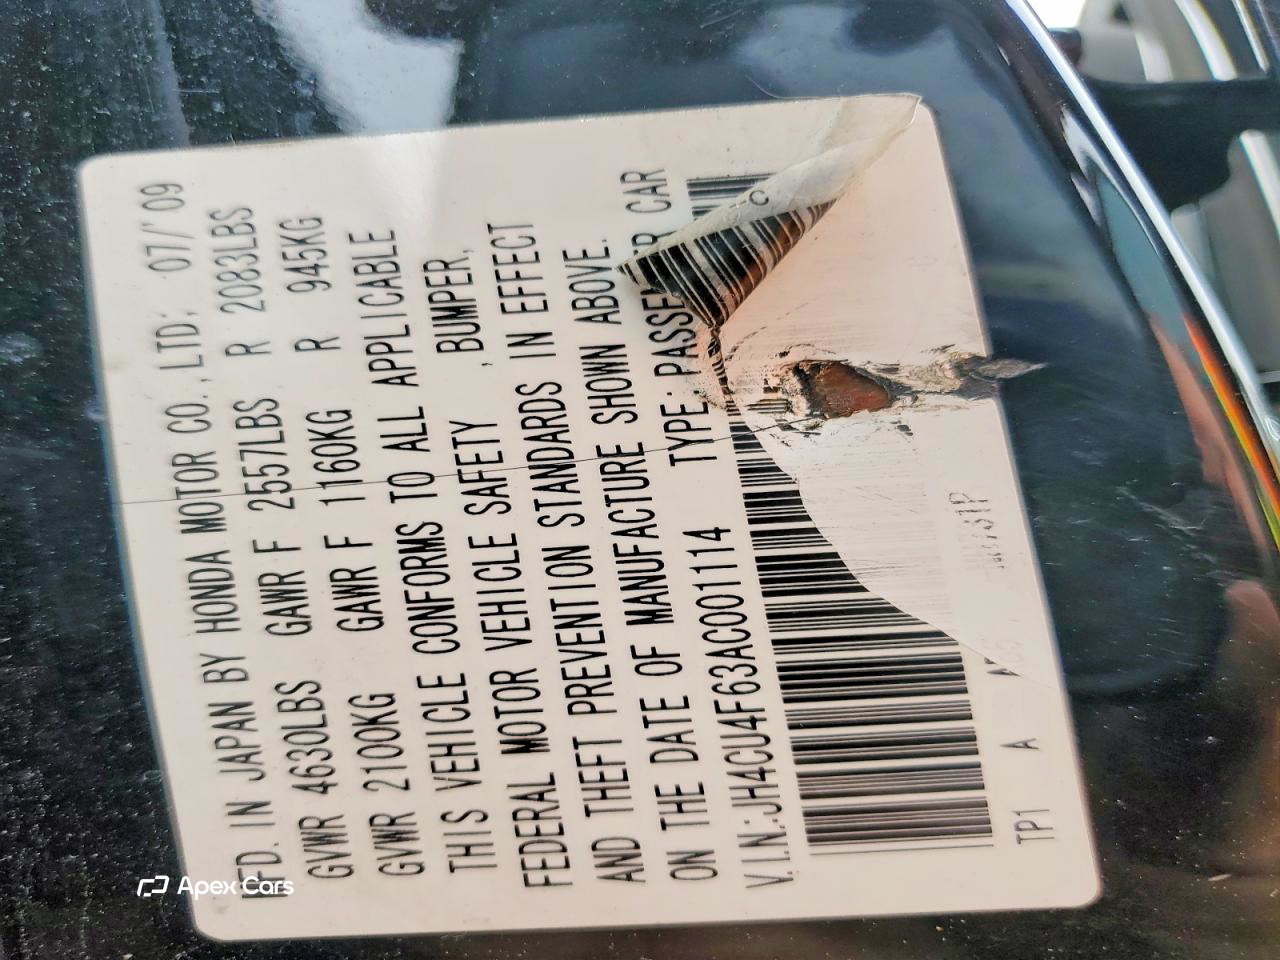 MFD. IN JAPAN BY HONDA MOTOR CO., LTD. 07/'09
GVWR 4630LBS GAWR F 2557LBS R 2083LBS
GVWR 2100KG GAWR F 1160KG R 945KG
THIS VEHICLE CONFORMS TO ALL APPLICABLE
FEDERAL MOTOR VEHICLE SAFETY , BUMPER,
AND THEFT PREVENTION STANDARDS IN EFFECT
ON THE DATE OF MANUFACTURE SHOWN ABOVE.
V.I.N.:JH4CU4F63AC001114 TYPE: PASSENGER CAR
TP1 A
C
Apex Cars